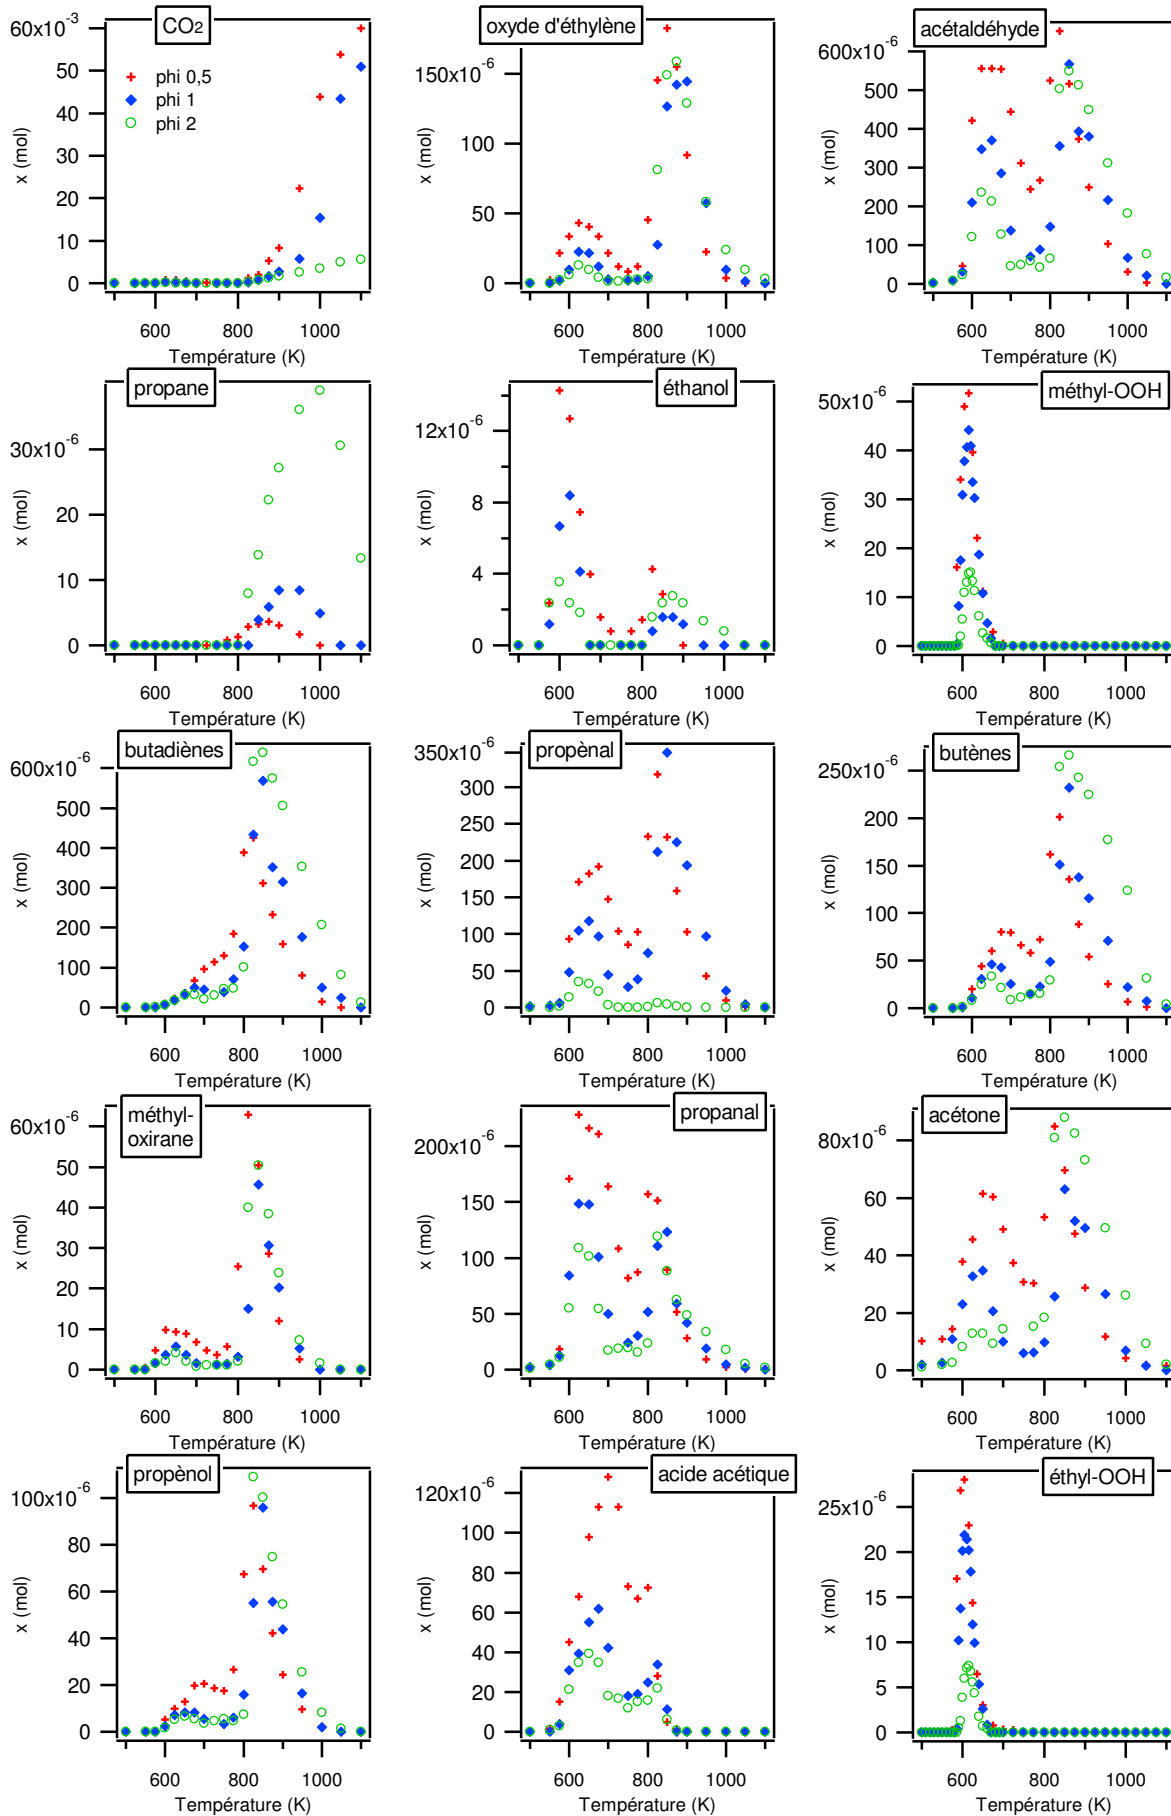 CO2
60x10-3
50
40
30
20
10
0
x (mol)
phi 0,5
phi 1
phi 2
600
800
1000
Température (K)
oxyde d'éthylène
150x10-6
100
50
0
x (mol)
600
800
1000
Température (K)
acétaldéhyde
600x10-6
500
400
300
200
100
0
x (mol)
600
800
1000
Température (K)
propane
30x10-6
20
10
0
x (mol)
600
800
1000
Température (K)
éthanol
12x10-6
8
4
0
x (mol)
600
800
1000
Température (K)
méthyl-OOH
50x10-6
40
30
20
10
0
x (mol)
600
800
1000
Température (K)
butadiènes
600x10-6
500
400
300
200
100
0
x (mol)
600
800
1000
Température (K)
propènal
350x10-6
300
250
200
150
100
50
0
x (mol)
600
800
1000
Température (K)
butènes
250x10-6
200
150
100
50
0
x (mol)
600
800
1000
Température (K)
méthyl-
oxirane
60x10-6
50
40
30
20
10
0
x (mol)
600
800
1000
Température (K)
propanal
200x10-6
150
100
50
0
x (mol)
600
800
1000
Température (K)
acétone
80x10-6
60
40
20
0
x (mol)
600
800
1000
Température (K)
propènol
100x10-6
80
60
40
20
0
x (mol)
600
800
1000
Température (K)
acide acétique
120x10-6
100
80
60
40
20
0
x (mol)
600
800
1000
Température (K)
éthyl-OOH
25x10-6
20
15
10
5
0
x (mol)
600
800
1000
Température (K)